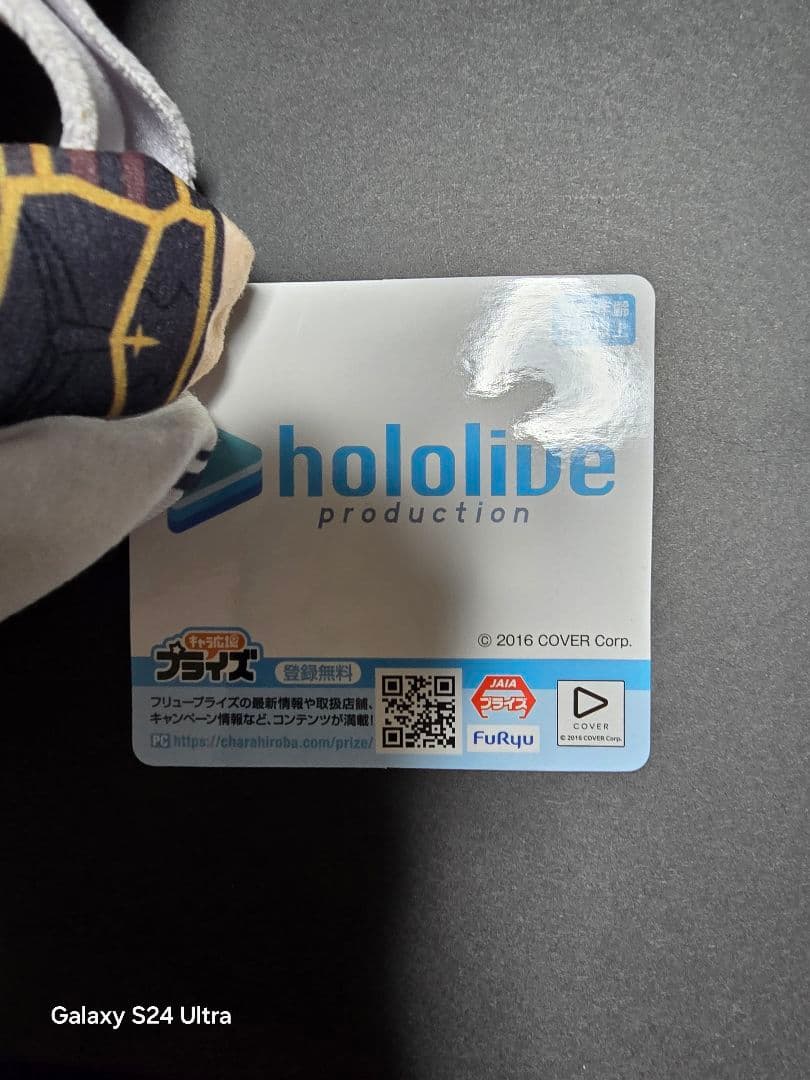 齢
上
hololive
production
© 2016 COVER Corp.
キャラ広場
プライズ
登録無料
フリュープライズの最新情報や取扱店舗、
キャンペーン情報など、コンテンツが満載!
PC https://charahiroba.com/prize/
JAIA
プライズ
FuRyu
COVER
© 2016 COVER Corp.
Galaxy S24 Ultra